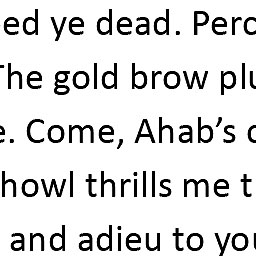 ed ye dead. Perc
The gold brow plu
e. Come, Ahab’s c
howl thrills me t
and adieu to you